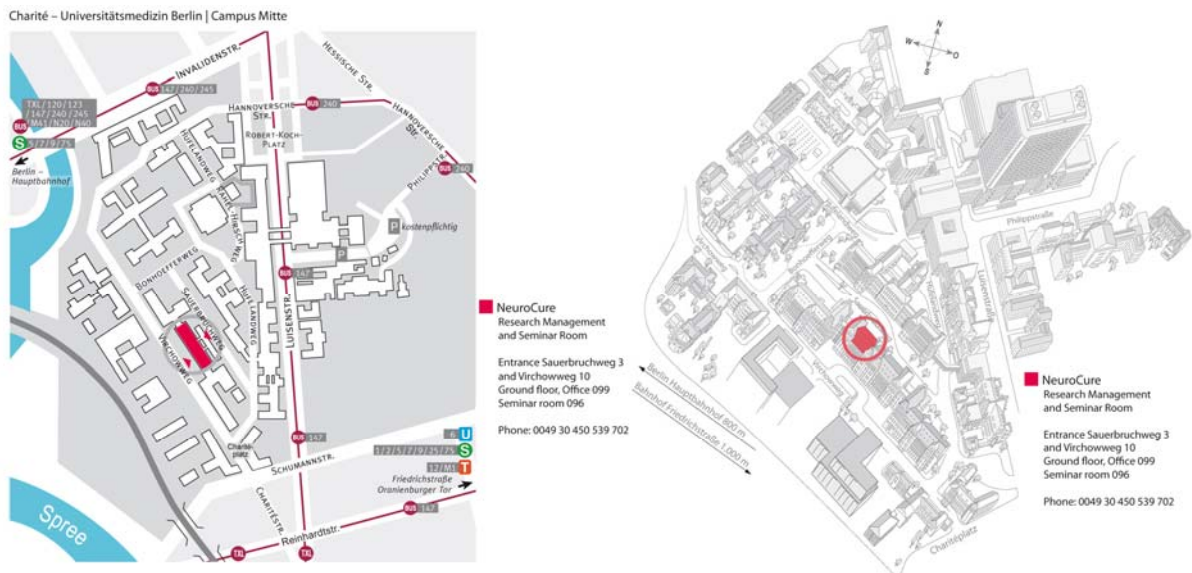 Charité – Universitätsmedizin Berlin | Campus Mitte
INVALIDENSTR.
HESSISCHE STR.
BUS 147/240/245
TXL/120/123
/147/240/245
/M41/N20/N40
BUS
S 5/7/9/75
Berlin –
Hauptbahnhof
HANNOVERSCHE
STR.
BUS 240
HANNOVERSCHE
Str.
ROBERT-KOCH-
PLATZ
HUFELANDWEG
PHILIPPSTR.
BUS 240
RAHEL-HIRSCH WEG
P kostenpflichtig
P
BONHOEFFERWEG
BUS 147
SAUERBRUCHWEG
HUFELANDWEG
LUISENSTR.
VIRCHOWWEG
NeuroCure
Research Management
and Seminar Room
Entrance Sauerbruchweg 3
and Virchowweg 10
Ground floor, Office 099
Seminar room 096
Phone: 0049 30 450 539 702
Charité-
platz
BUS 147
6 U
1/2/5/7/9/25/75 S
12/M1 T
SCHUMANNSTR.
Friedrichstraße
Oranienburger Tor
CHARITÉSTR.
BUS 147
Reinhardtstr.
Spree
TXL
TXL
N
W
O
S
Philippstraße
Luisenstraße
Virchowweg
Berlin Hauptbahnhof 800 m
Bahnhof Friedrichstraße 1.000 m
NeuroCure
Research Management
and Seminar Room
Entrance Sauerbruchweg 3
and Virchowweg 10
Ground floor, Office 099
Seminar room 096
Phone: 0049 30 450 539 702
Charitéplatz